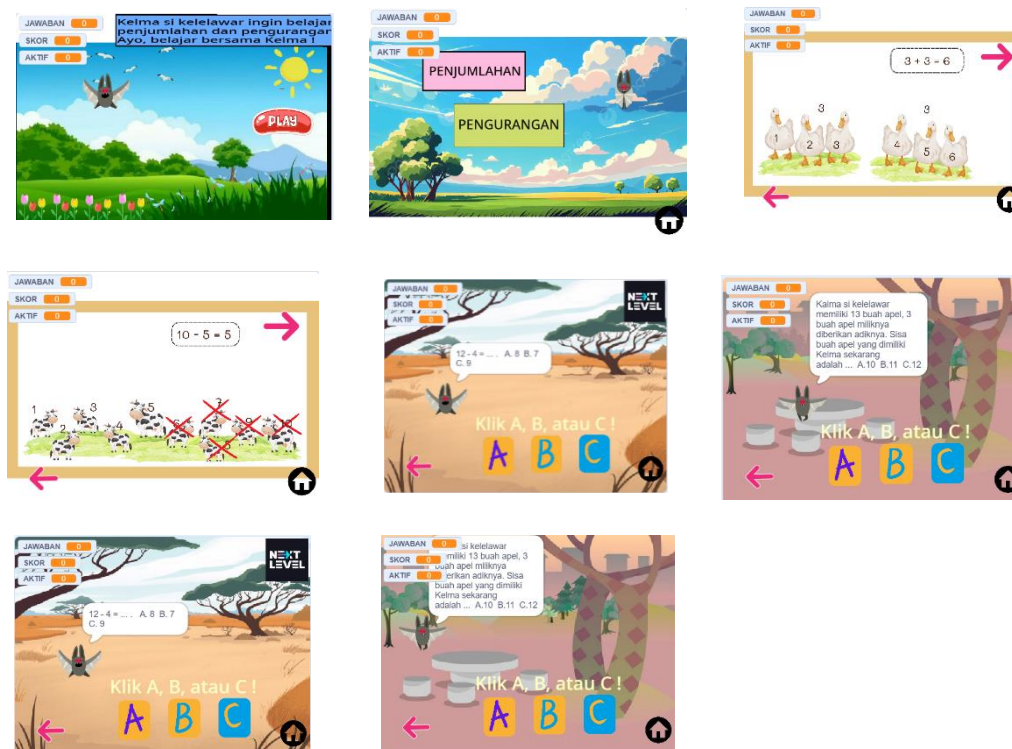 JAWABAN 0
SKOR 0
AKTIF 0
Kelma si kelelawar ingin belajar
penjumlahan dan pengurangan
Ayo, belajar bersama Kelma !
PLAY
JAWABAN 0
SKOR 0
AKTIF 0
PENJUMLAHAN
PENGURANGAN
JAWABAN 0
SKOR 0
AKTIF 0
3 + 3 = 6
3 3
1 2 3 4 5 6
JAWABAN 0
SKOR 0
AKTIF 0
10 - 5 = 5
1 2 3 4 5
JAWABAN 0
SKOR 0
AKTIF 0
NEXT
LEVEL
12 - 4 = ... . A. 8 B. 7
C. 9
Klik A, B, atau C !
A B C
JAWABAN 0
SKOR 0
AKTIF 0
Kalma si kelelawar
memiliki 13 buah apel, 3
buah apel miliknya
diberikan adiknya. Sisa
buah apel yang dimiliki
Kelma sekarang
adalah ... A.10 B.11 C.12
Klik A, B, atau C !
A B C
JAWABAN 0
SKOR 0
AKTIF 0
NEXT
LEVEL
12 - 4 = ... . A. 8 B. 7
C. 9
Klik A, B, atau C !
A B C
JAWABAN 0
SKOR 0
AKTIF 0
si kelelawar
memiliki 13 buah apel, 3
buah apel miliknya
diberikan adiknya. Sisa
buah apel yang dimiliki
Kelma sekarang
adalah ... A.10 B.11 C.12
Klik A, B, atau C !
A B C